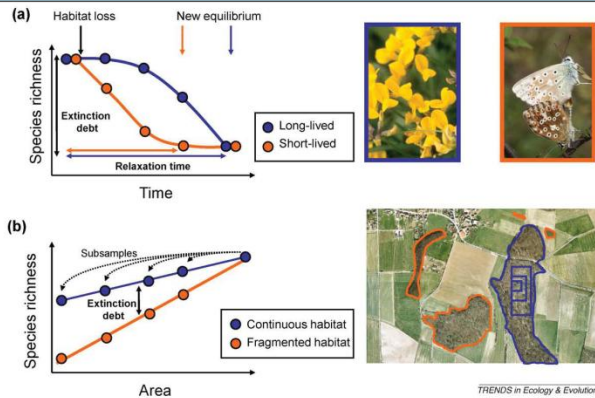 (a)
Habitat loss
New equilibrium
Species richness
Extinction
debt
Relaxation time
Time
Long-lived
Short-lived
(b)
Subsamples
Species richness
Extinction
debt
Area
Continuous habitat
Fragmented habitat
TRENDS in Ecology & Evolution